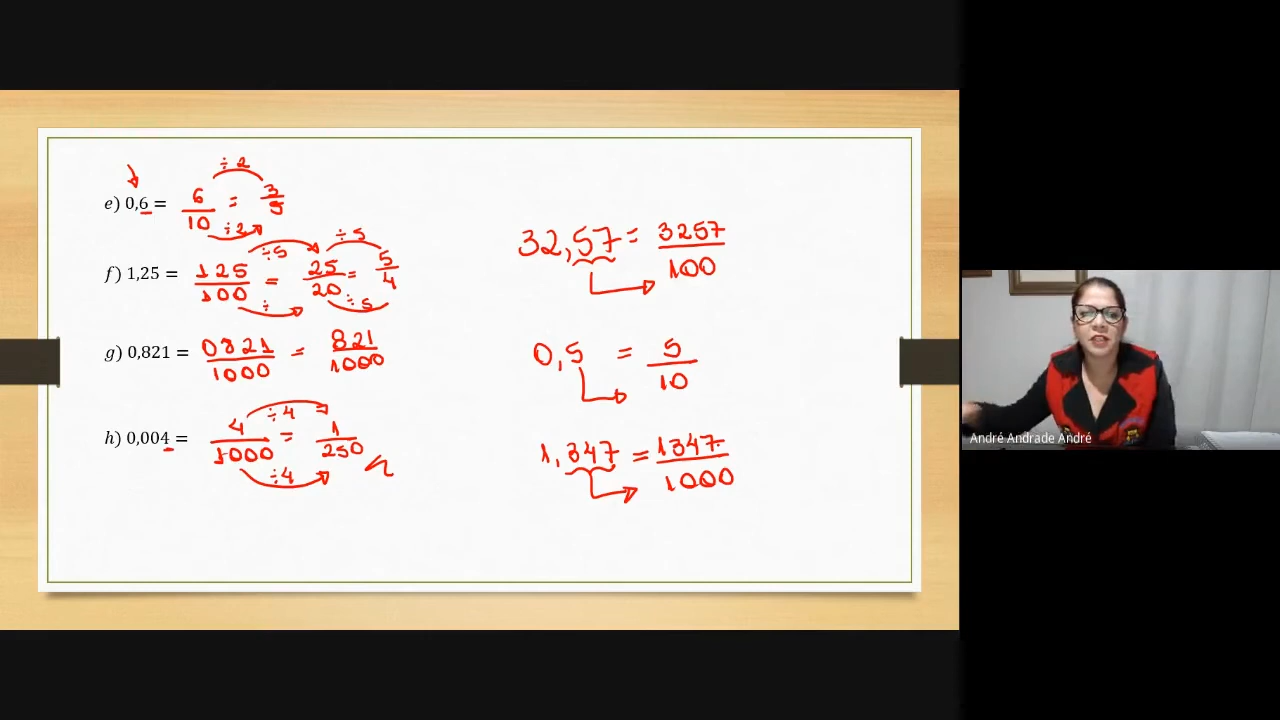 ÷ 2
e) 0,6 = 6/10 = 3/5
÷2
÷5 ÷5
f) 1,25 = 125/100 = 25/20 = 5/4
÷ ÷5
g) 0,821 = 0821/1000 = 821/1000
÷4
h) 0,004 = 4/1000 = 1/250
÷4
32,57 = 3257/100
0,5 = 5/10
1,347 = 1347/1000
André Andrade André